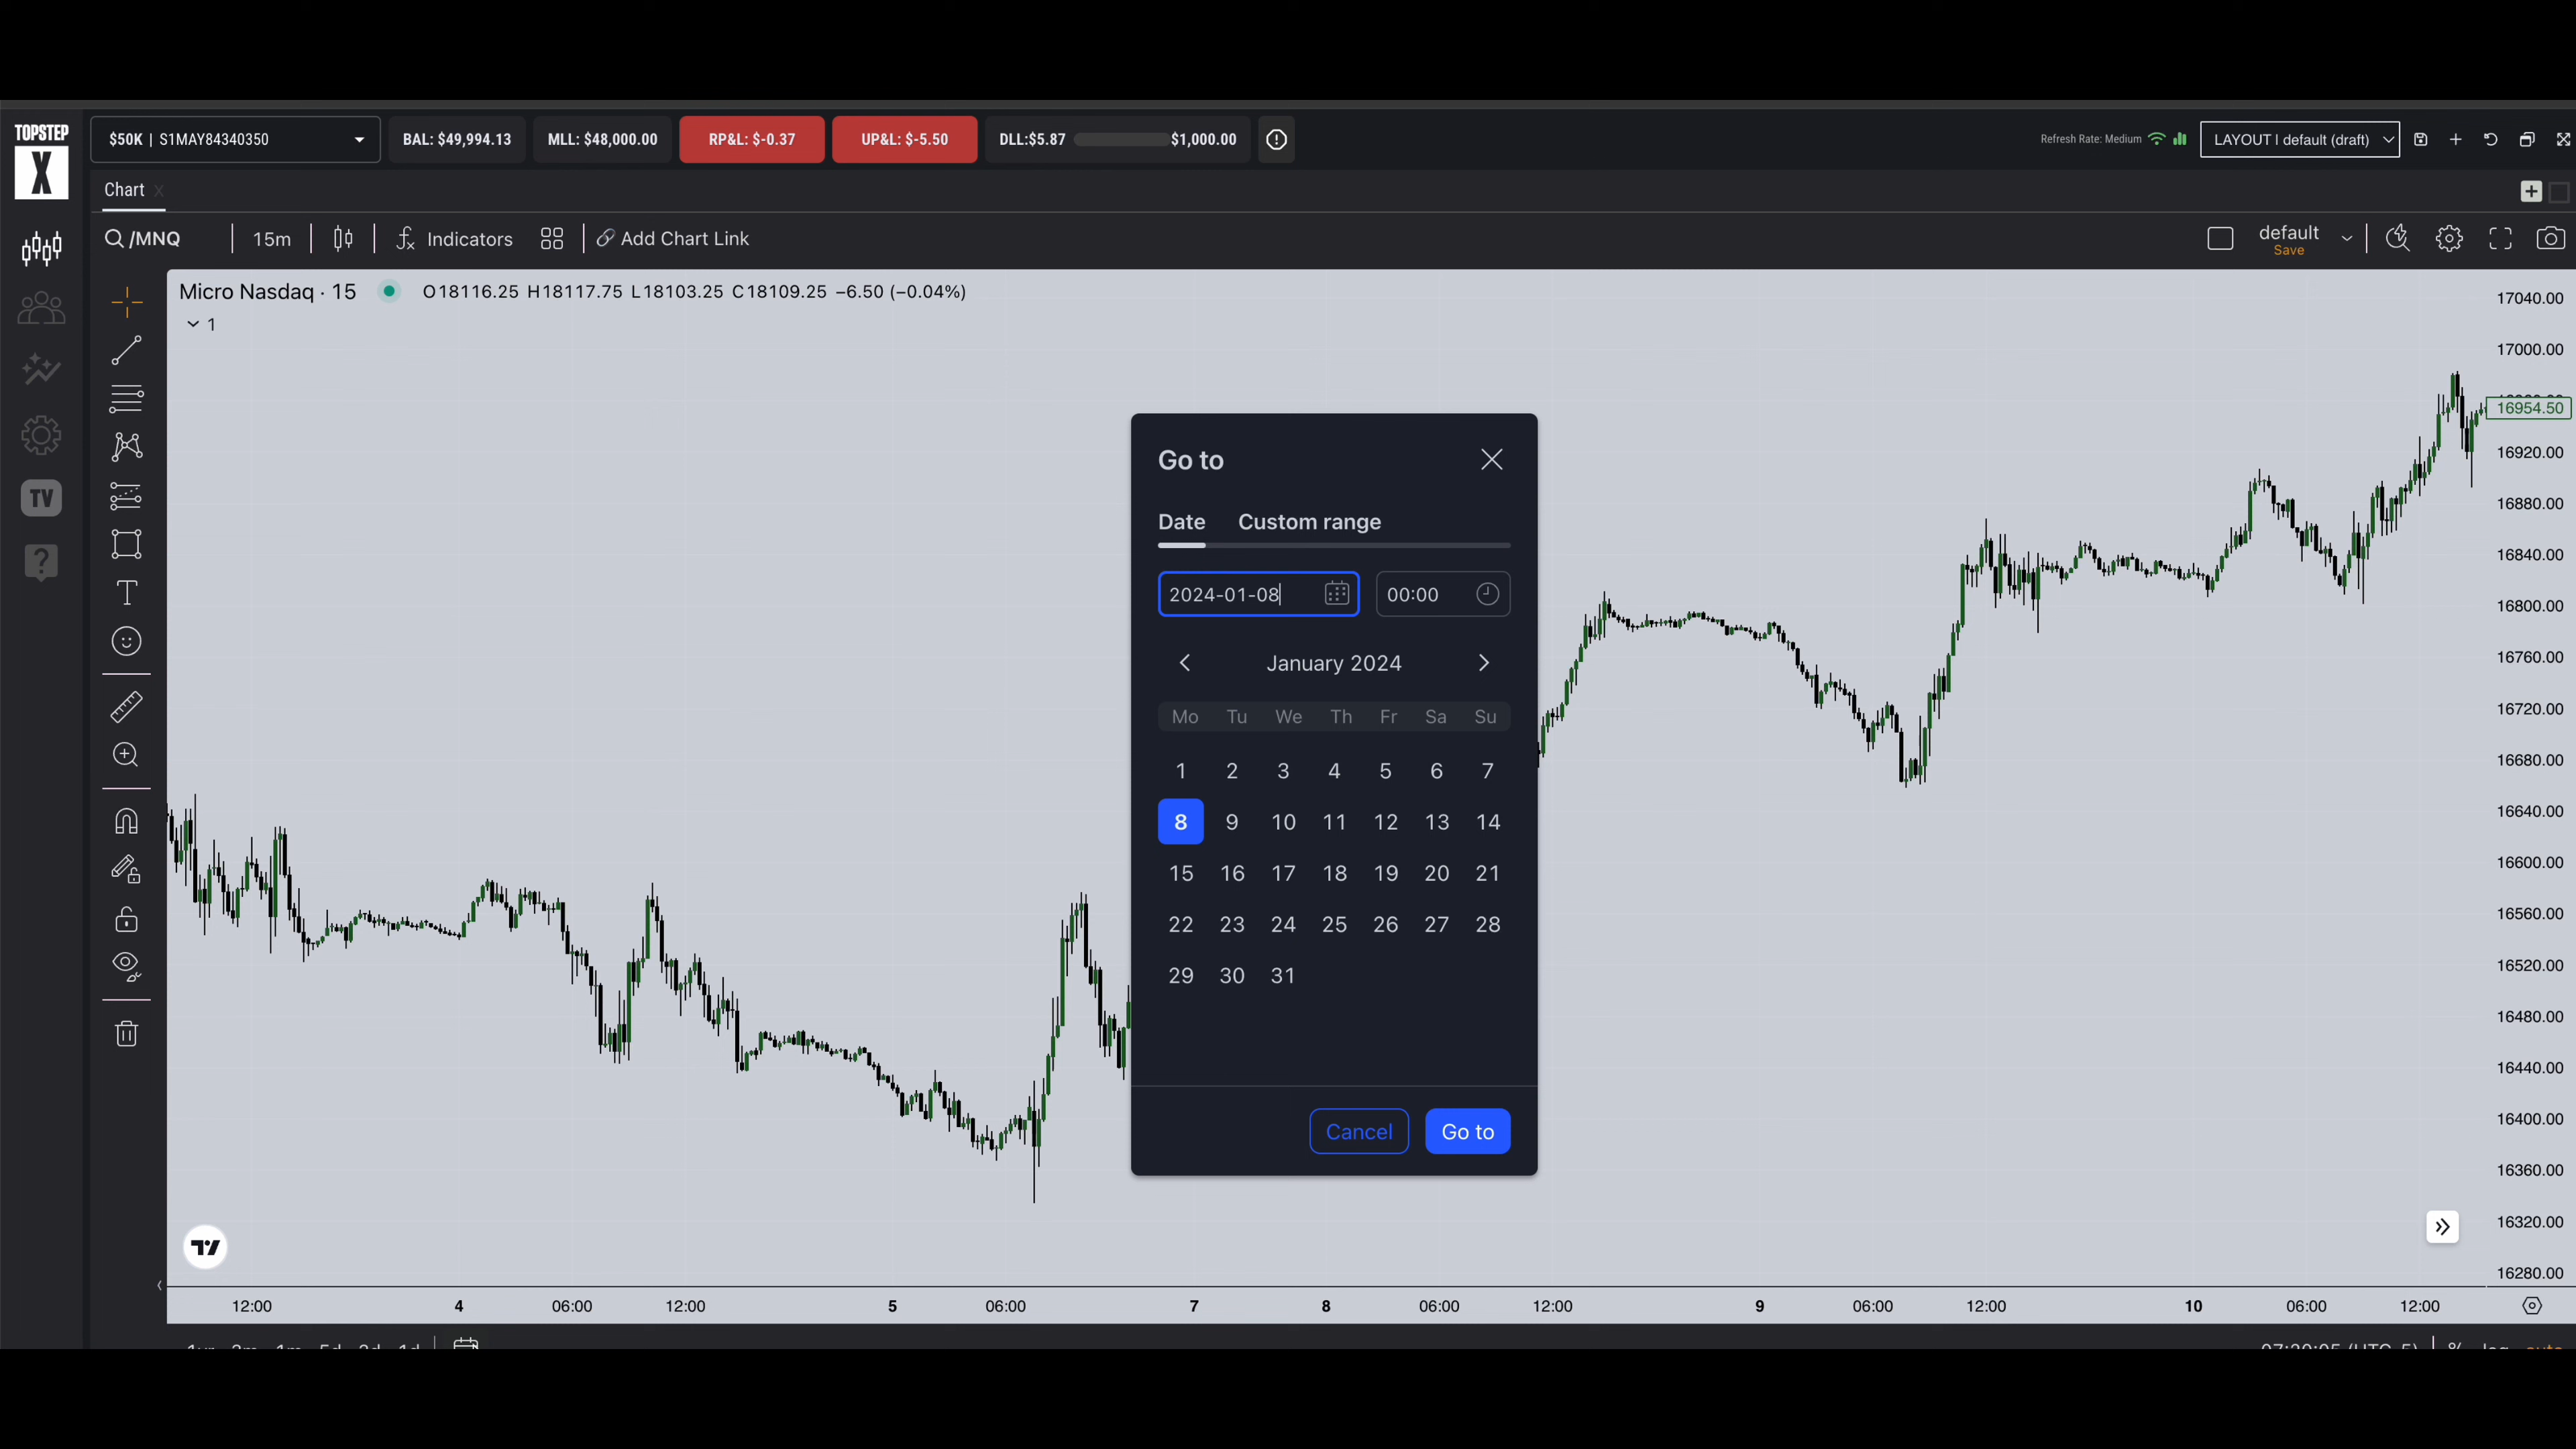 TOPSTEP
X
$50K | S1MAY84340350
BAL: $49,994.13
MLL: $48,000.00
RP&L: $-0.37
UP&L: $-5.50
DLL:$5.87
$1,000.00
Refresh Rate: Medium
LAYOUT | default (draft)
Chart x
/MNQ
15m
Indicators
Add Chart Link
default
Save
Micro Nasdaq · 15
O18116.25 H18117.75 L18103.25 C18109.25 −6.50 (−0.04%)
1
TV
?
T
Go to
Date
Custom range
2024-01-08
00:00
January 2024
Mo Tu We Th Fr Sa Su
1 2 3 4 5 6 7
8 9 10 11 12 13 14
15 16 17 18 19 20 21
22 23 24 25 26 27 28
29 30 31
Cancel
Go to
17040.00
17000.00
16954.50
16920.00
16880.00
16840.00
16800.00
16760.00
16720.00
16680.00
16640.00
16600.00
16560.00
16520.00
16480.00
16440.00
16400.00
16360.00
16320.00
16280.00
12:00 4 06:00 12:00 5 06:00 7 8 06:00 12:00 9 06:00 12:00 10 06:00 12:00